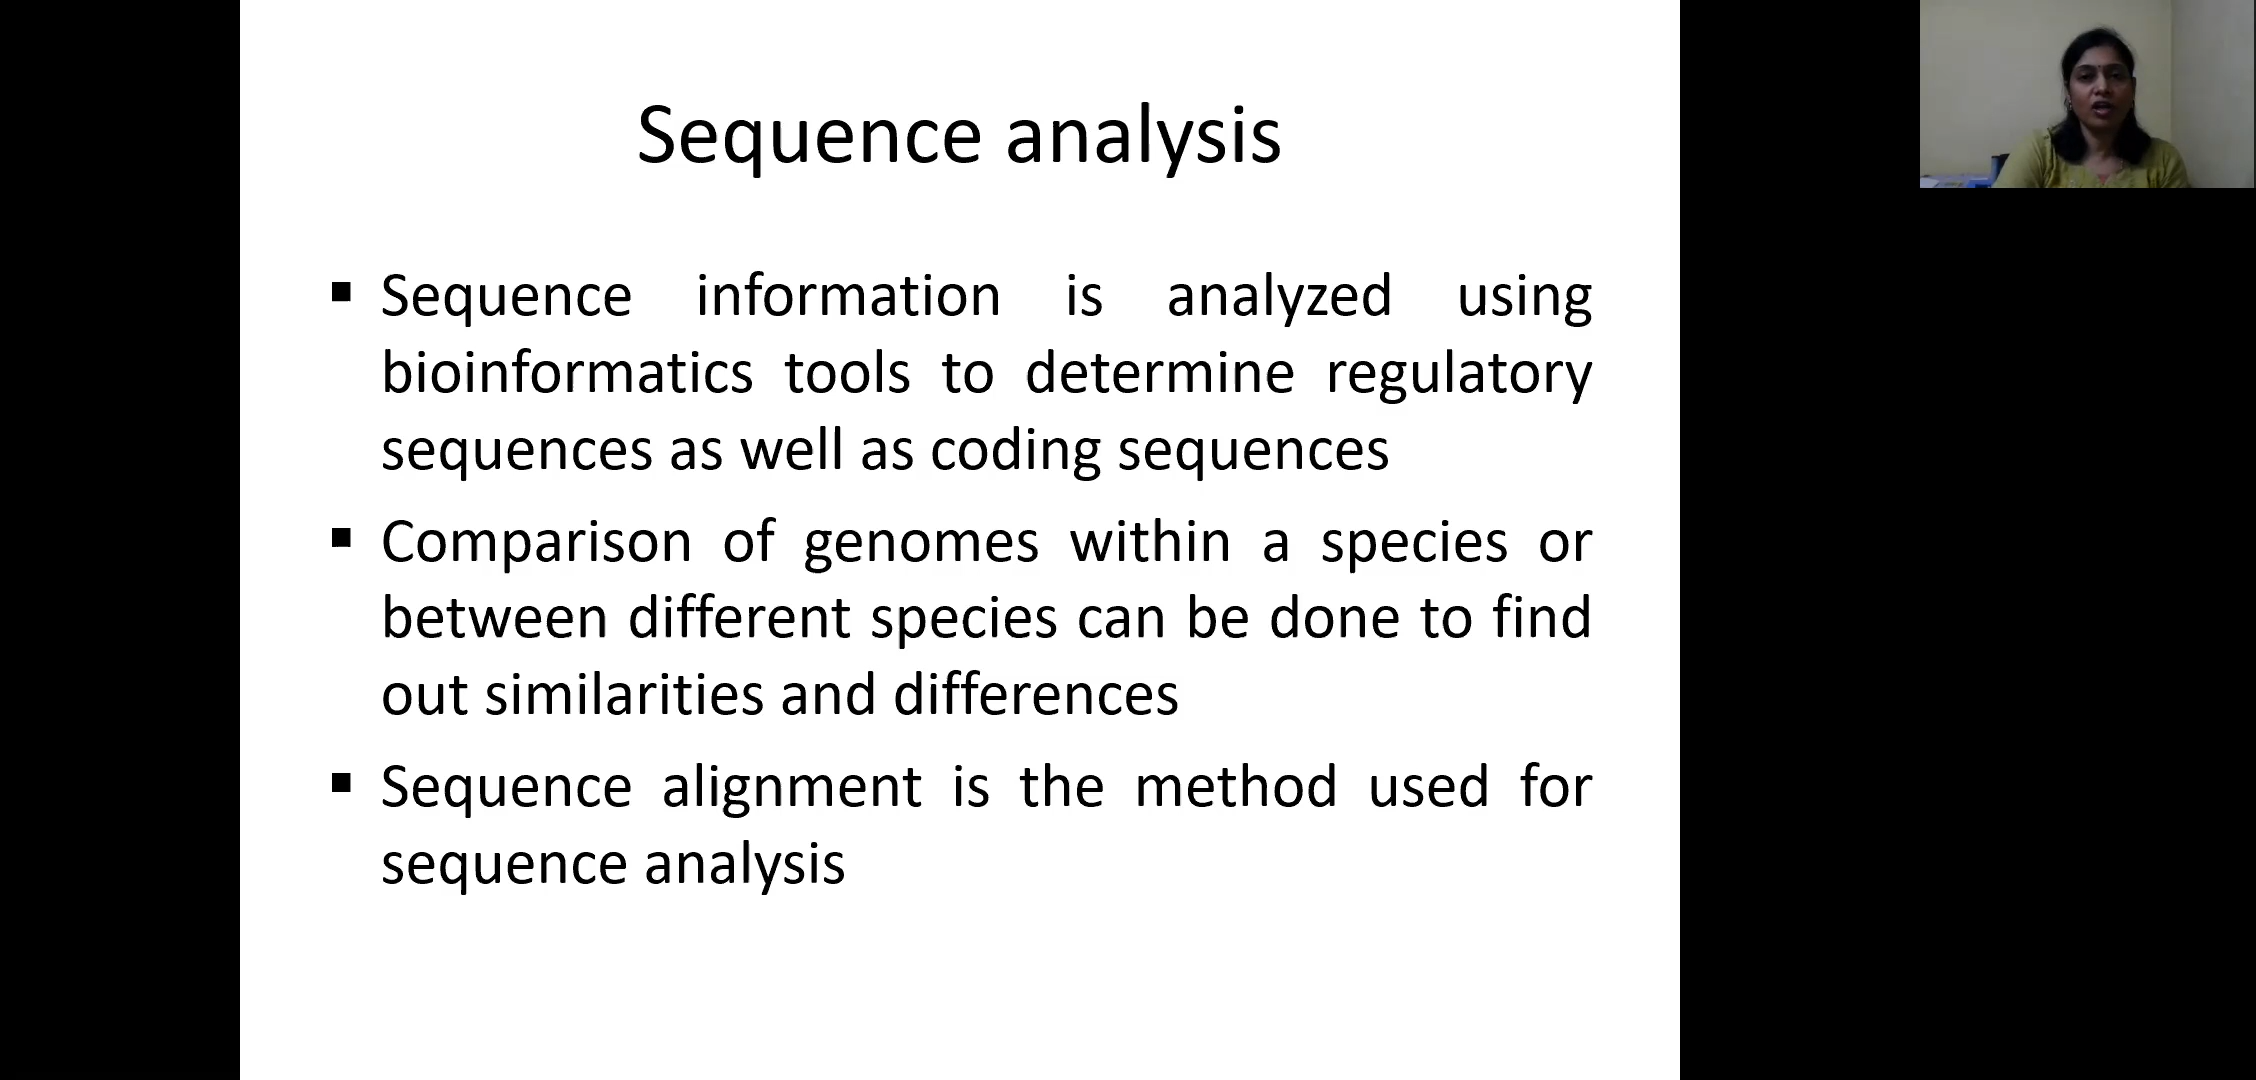 Sequence analysis
▪ Sequence information is analyzed using
bioinformatics tools to determine regulatory
sequences as well as coding sequences
▪ Comparison of genomes within a species or
between different species can be done to find
out similarities and differences
▪ Sequence alignment is the method used for
sequence analysis